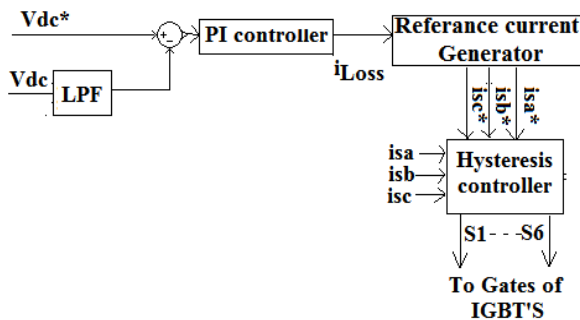 Vdc*
Vdc
LPF
+
−
PI controller
iLoss
Referance current
Generator
isc*
isb*
isa*
isa
isb
isc
Hysteresis
controller
S1 - - - S6
To Gates of
IGBT'S